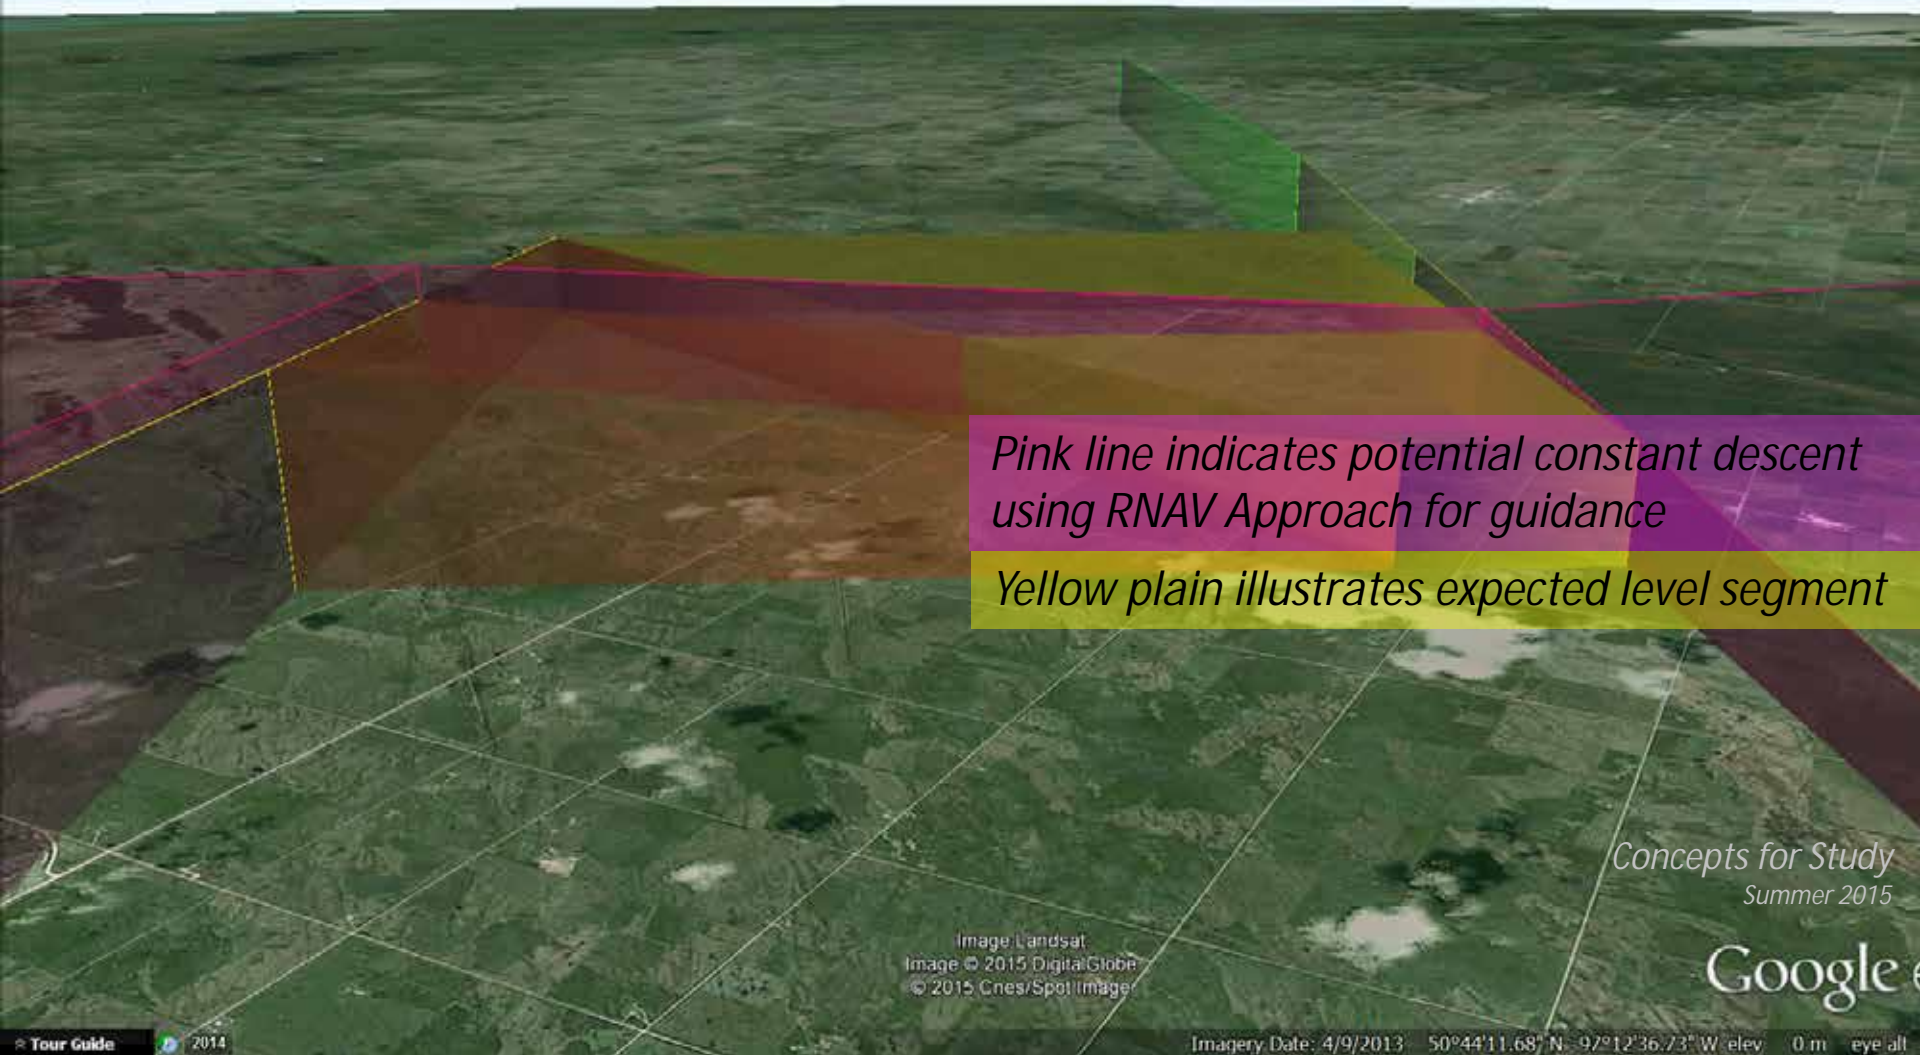 Pink line indicates potential constant descent
using RNAV Approach for guidance
Yellow plain illustrates expected level segment
Concepts for Study
Summer 2015
Image Landsat
Image © 2015 DigitalGlobe
© 2015 Cnes/Spot Image
Google e
Tour Guide 2014 Imagery Date: 4/9/2013 50°44'11.68" N 97°12'36.73" W elev 0 m eye alt